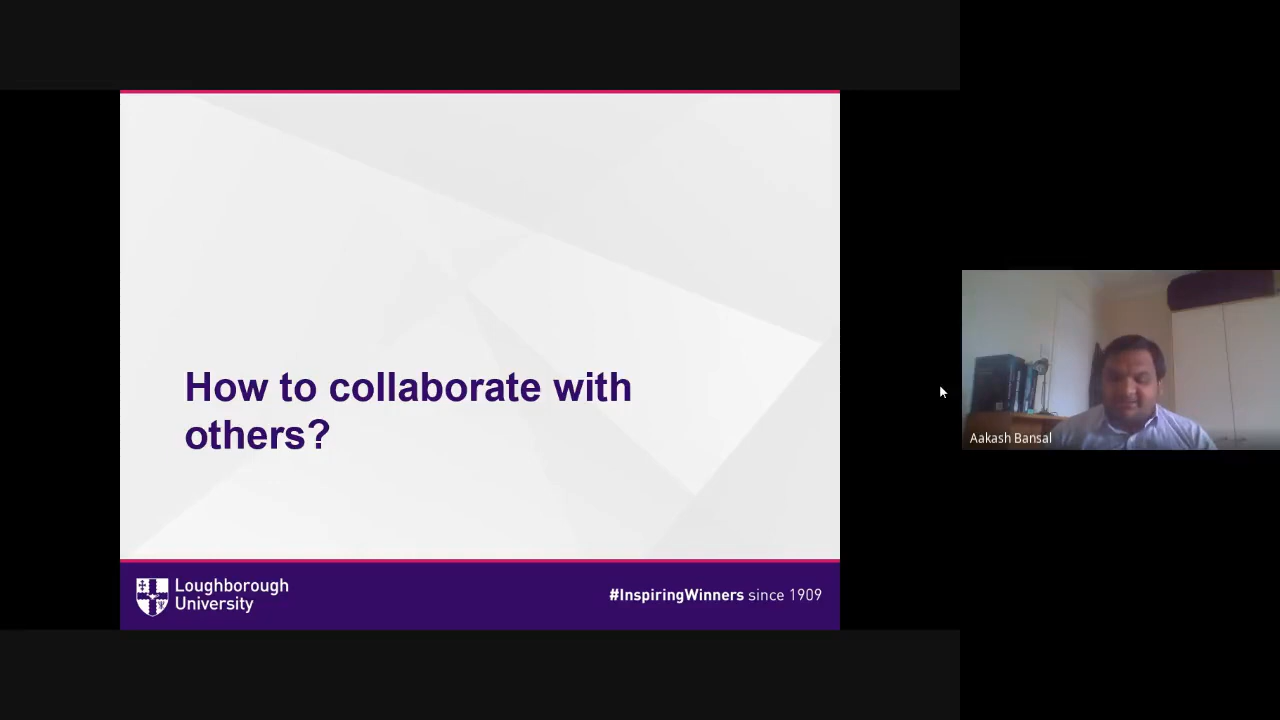 How to collaborate with
others?
Loughborough
University
#InspiringWinners since 1909
Aakash Bansal